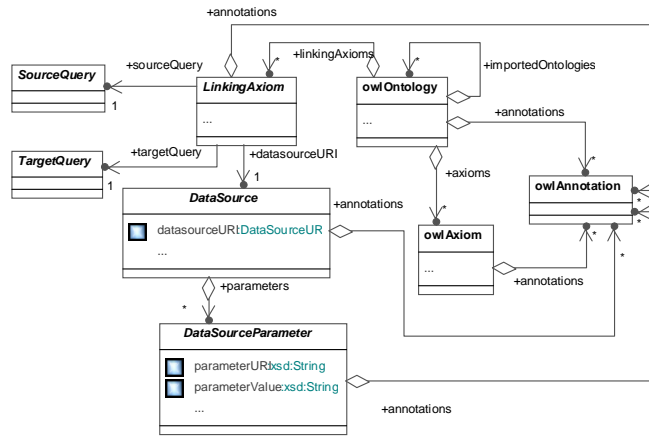 +annotations
+sourceQuery
+linkingAxioms
+importedOntologies
SourceQuery
*
*
LinkingAxiom
owlOntology
1
...
...
+annotations
+targetQuery
+datasourceURI
TargetQuery
1
1
+axioms
*
owlAnnotation
DataSource
+annotations
*
*
*
datasourceURI:DataSourceUR
owlAxiom
*
*
...
...
+annotations
+parameters
*
DataSourceParameter
parameterURI:xsd:String
parameterValue:xsd:String
...
+annotations